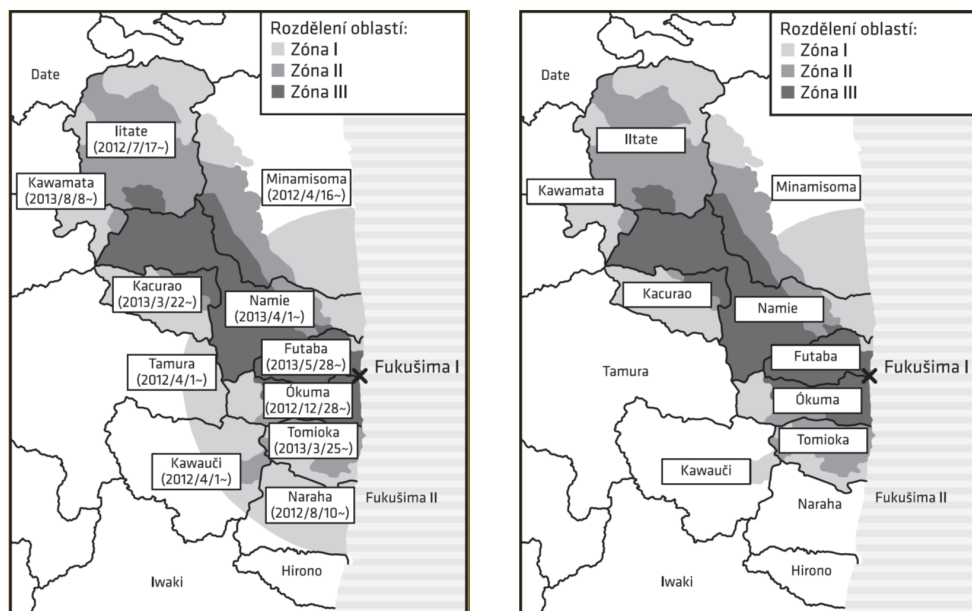 Rozdělení oblastí:
Zóna I
Zóna II
Zóna III
Date
Iitate
(2012/7/17~)
Kawamata
(2013/8/8~)
Minamisoma
(2012/4/16~)
Kacurao
(2013/3/22~)
Namie
(2013/4/1~)
Futaba
(2013/5/28~)
Fukušima I
Tamura
(2012/4/1~)
Ókuma
(2012/12/28~)
Tomioka
(2013/3/25~)
Kawauči
(2012/4/1~)
Naraha
(2012/8/10~)
Fukušima II
Iwaki
Hirono
Rozdělení oblastí:
Zóna I
Zóna II
Zóna III
Date
IItate
Kawamata
Minamisoma
Kacurao
Namie
Futaba
Fukušima I
Tamura
Ókuma
Tomioka
Kawauči
Naraha
Fukušima II
Iwaki
Hirono